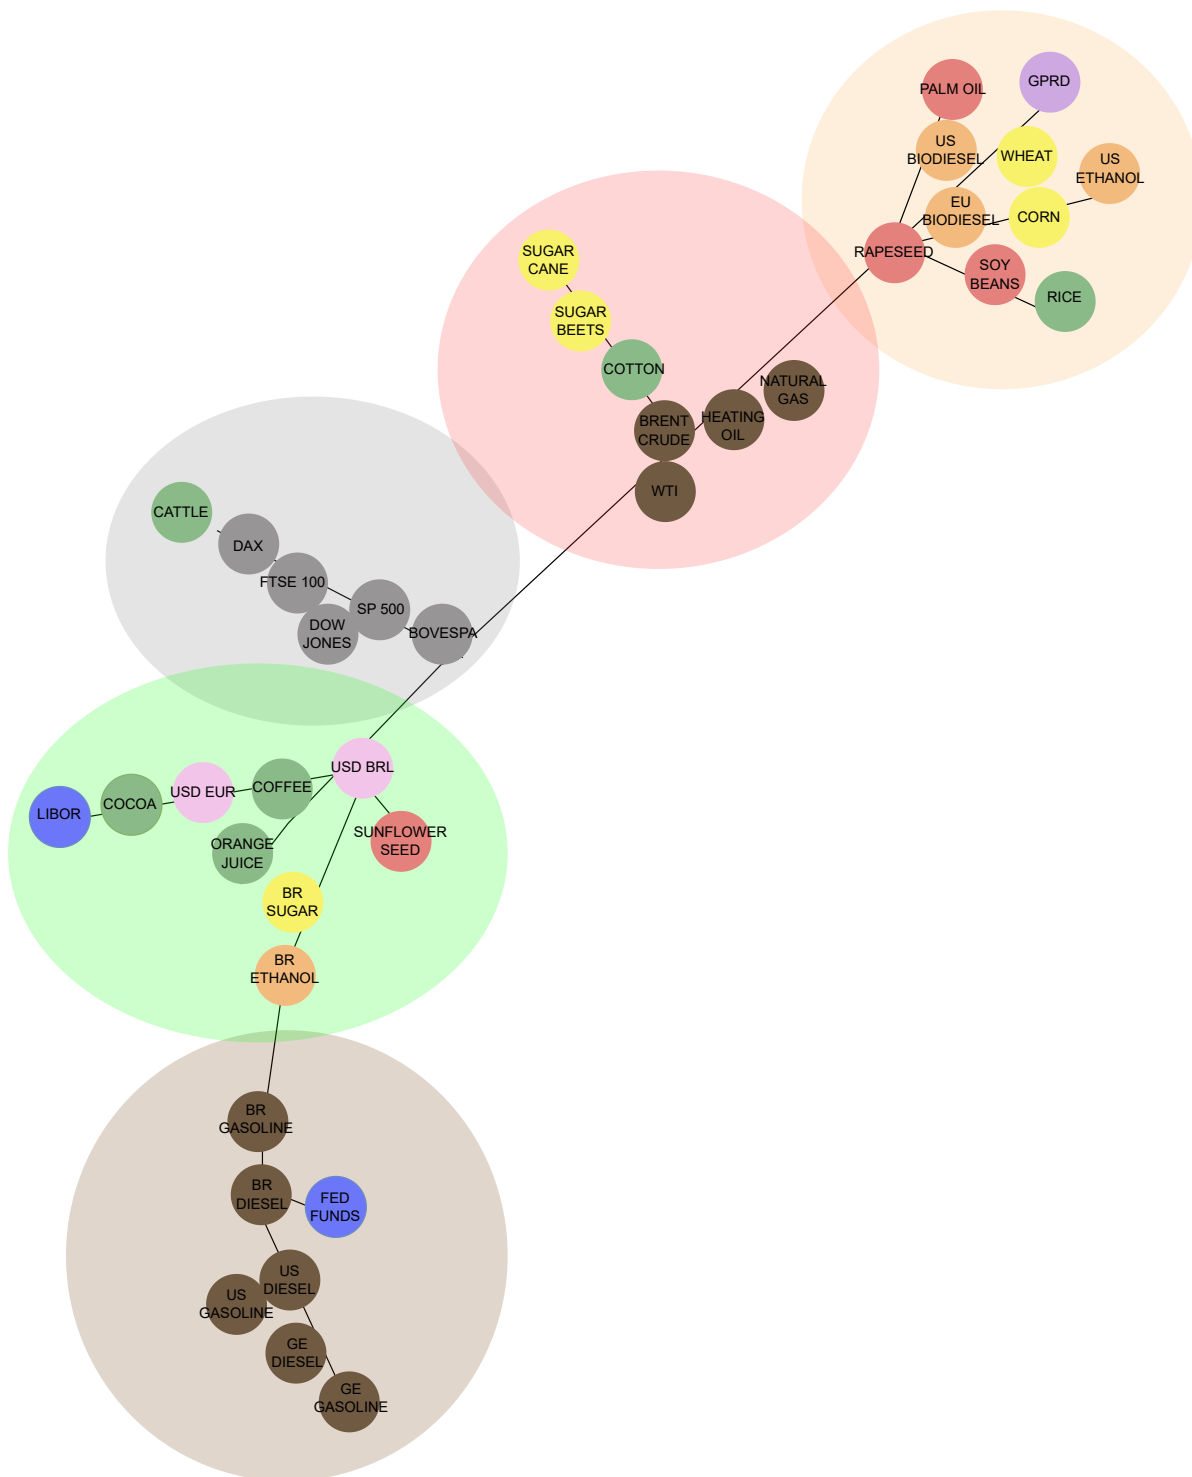 PALM OIL
GPRD
US
BIODIESEL
WHEAT
US
ETHANOL
EU
BIODIESEL
CORN
RAPESEED
SOY
BEANS
RICE
SUGAR
CANE
SUGAR
BEETS
COTTON
NATURAL
GAS
BRENT
CRUDE
HEATING
OIL
WTI
CATTLE
DAX
FTSE 100
SP 500
DOW
JONES
BOVESPA
USD BRL
COFFEE
USD EUR
COCOA
LIBOR
ORANGE
JUICE
SUNFLOWER
SEED
BR
SUGAR
BR
ETHANOL
BR
GASOLINE
BR
DIESEL
FED
FUNDS
US
DIESEL
US
GASOLINE
GE
DIESEL
GE
GASOLINE